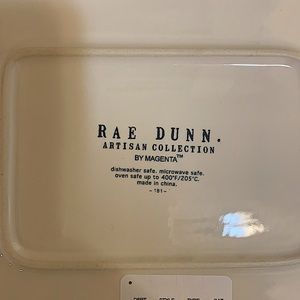 RAE DUNN.
ARTISAN COLLECTION
BY MAGENTA™
dishwasher safe. microwave safe.
oven safe up to 400°F/205°C.
made in china.
- 181 -